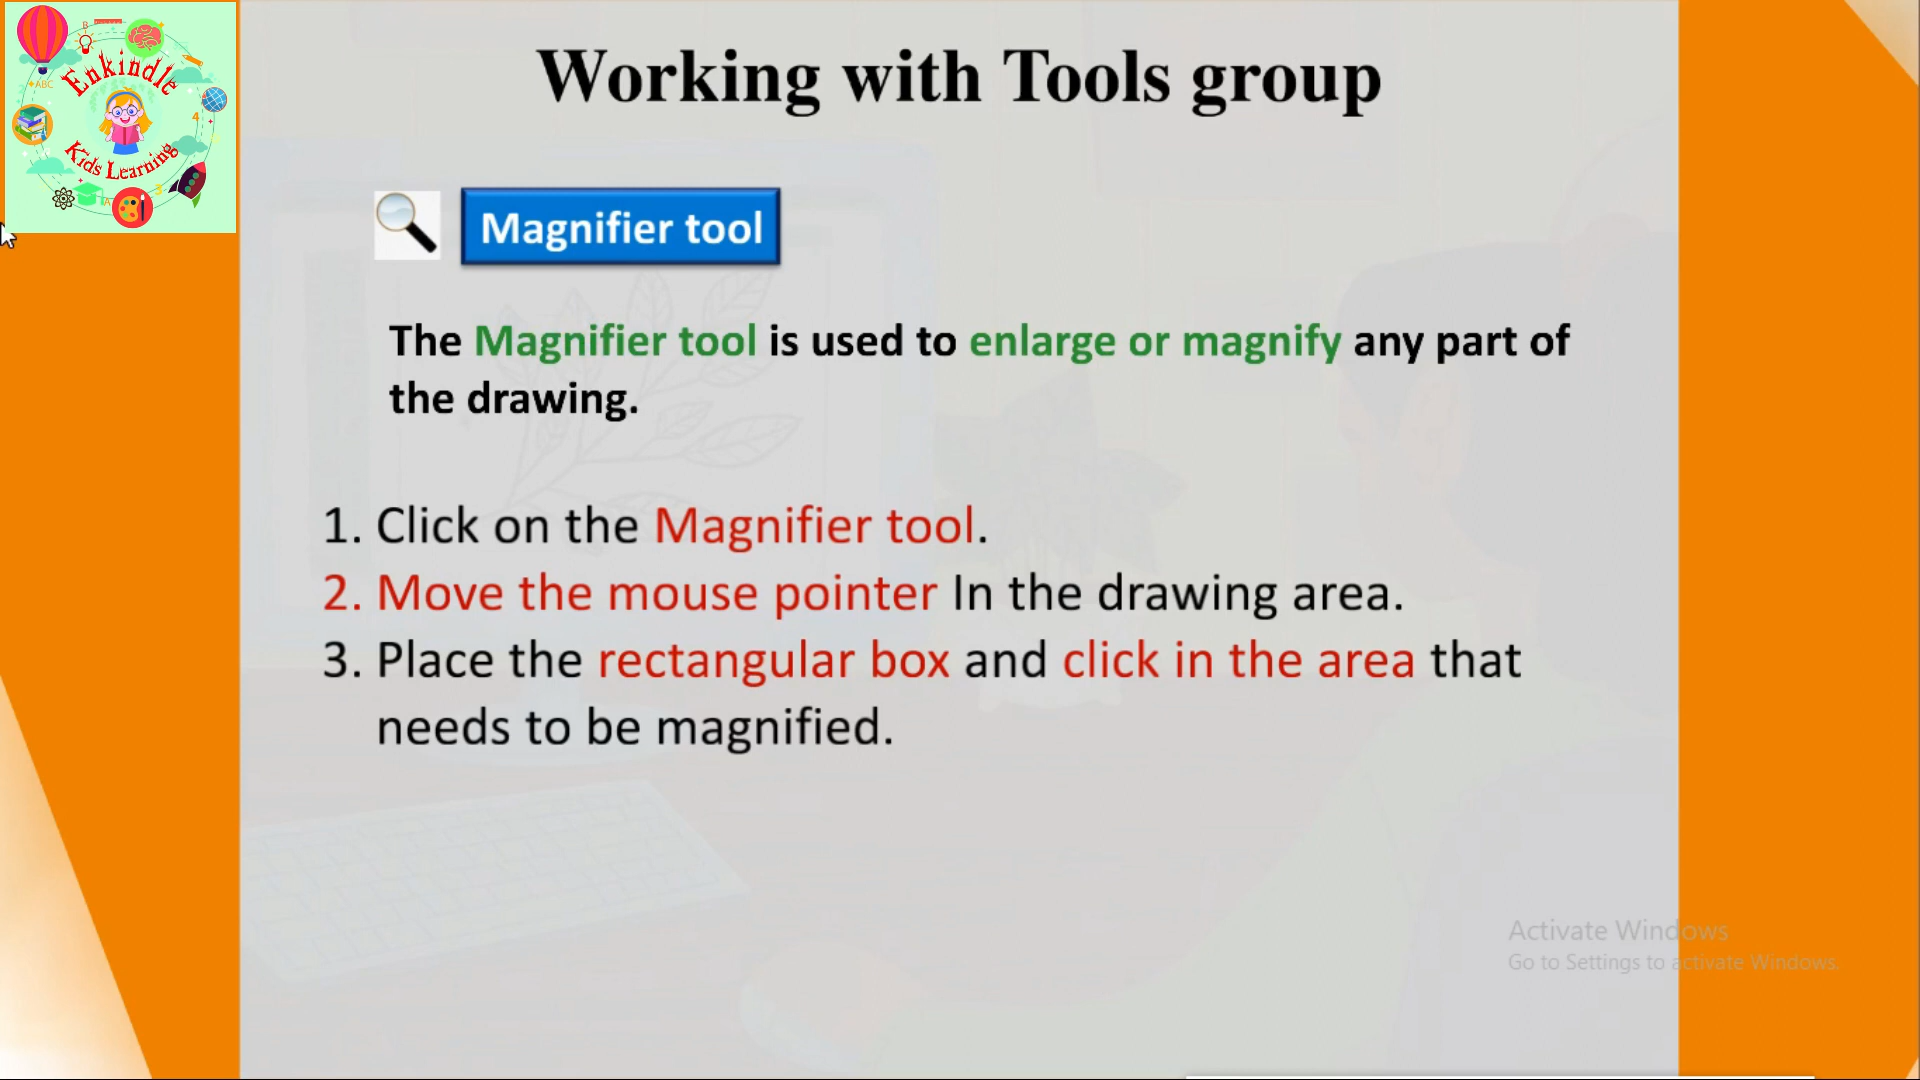 Enkindle
Kids Learning
Working with Tools group
Magnifier tool
The Magnifier tool is used to enlarge or magnify any part of
the drawing.
1. Click on the Magnifier tool.
2. Move the mouse pointer In the drawing area.
3. Place the rectangular box and click in the area that
needs to be magnified.
Activate Windows
Go to Settings to activate Windows.